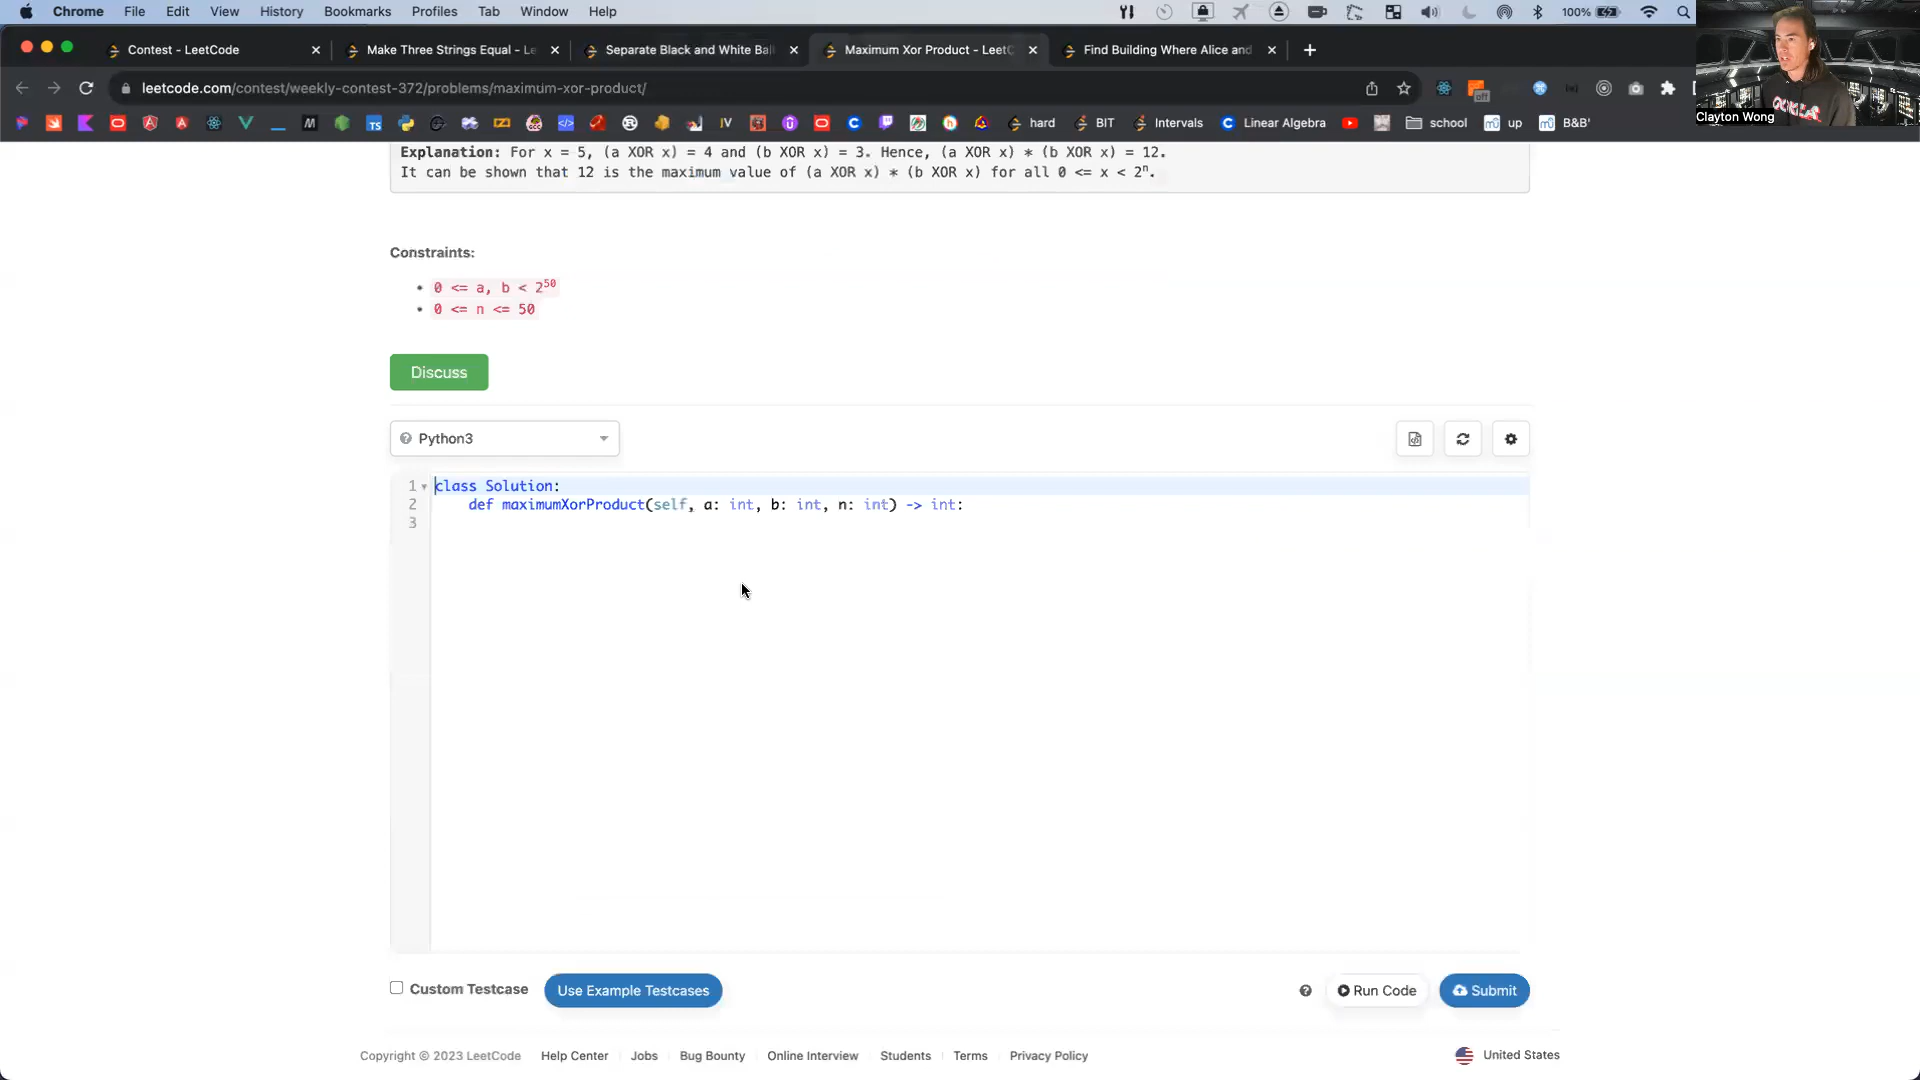 Chrome File Edit View History Bookmarks Profiles Tab Window Help 100%
Contest - LeetCode
Make Three Strings Equal - Le
Separate Black and White Ball
Maximum Xor Product - LeetC
Find Building Where Alice and
leetcode.com/contest/weekly-contest-372/problems/maximum-xor-product/
hard BIT Intervals Linear Algebra school up B&B'
Clayton Wong
Explanation: For x = 5, (a XOR x) = 4 and (b XOR x) = 3. Hence, (a XOR x) * (b XOR x) = 12.
It can be shown that 12 is the maximum value of (a XOR x) * (b XOR x) for all 0 <= x < 2ⁿ.
Constraints:
• 0 <= a, b < 2⁵⁰
• 0 <= n <= 50
Discuss
Python3
1 class Solution:
2 def maximumXorProduct(self, a: int, b: int, n: int) -> int:
3
Custom Testcase Use Example Testcases Run Code Submit
Copyright © 2023 LeetCode Help Center Jobs Bug Bounty Online Interview Students Terms Privacy Policy United States